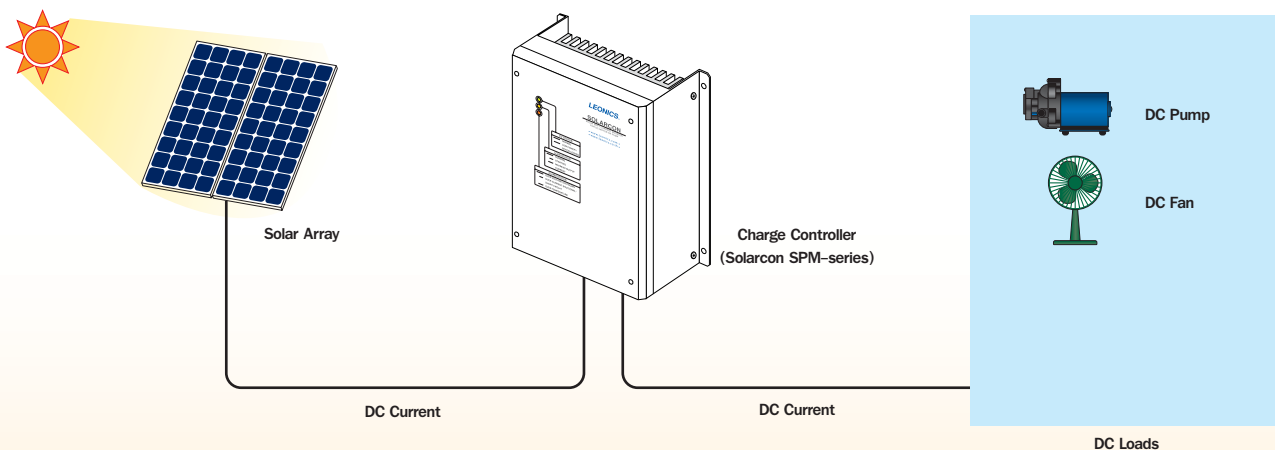 LEONICS
SOLARCON
DC Pump
DC Fan
Solar Array
Charge Controller
(Solarcon SPM–series)
DC Current
DC Current
DC Loads